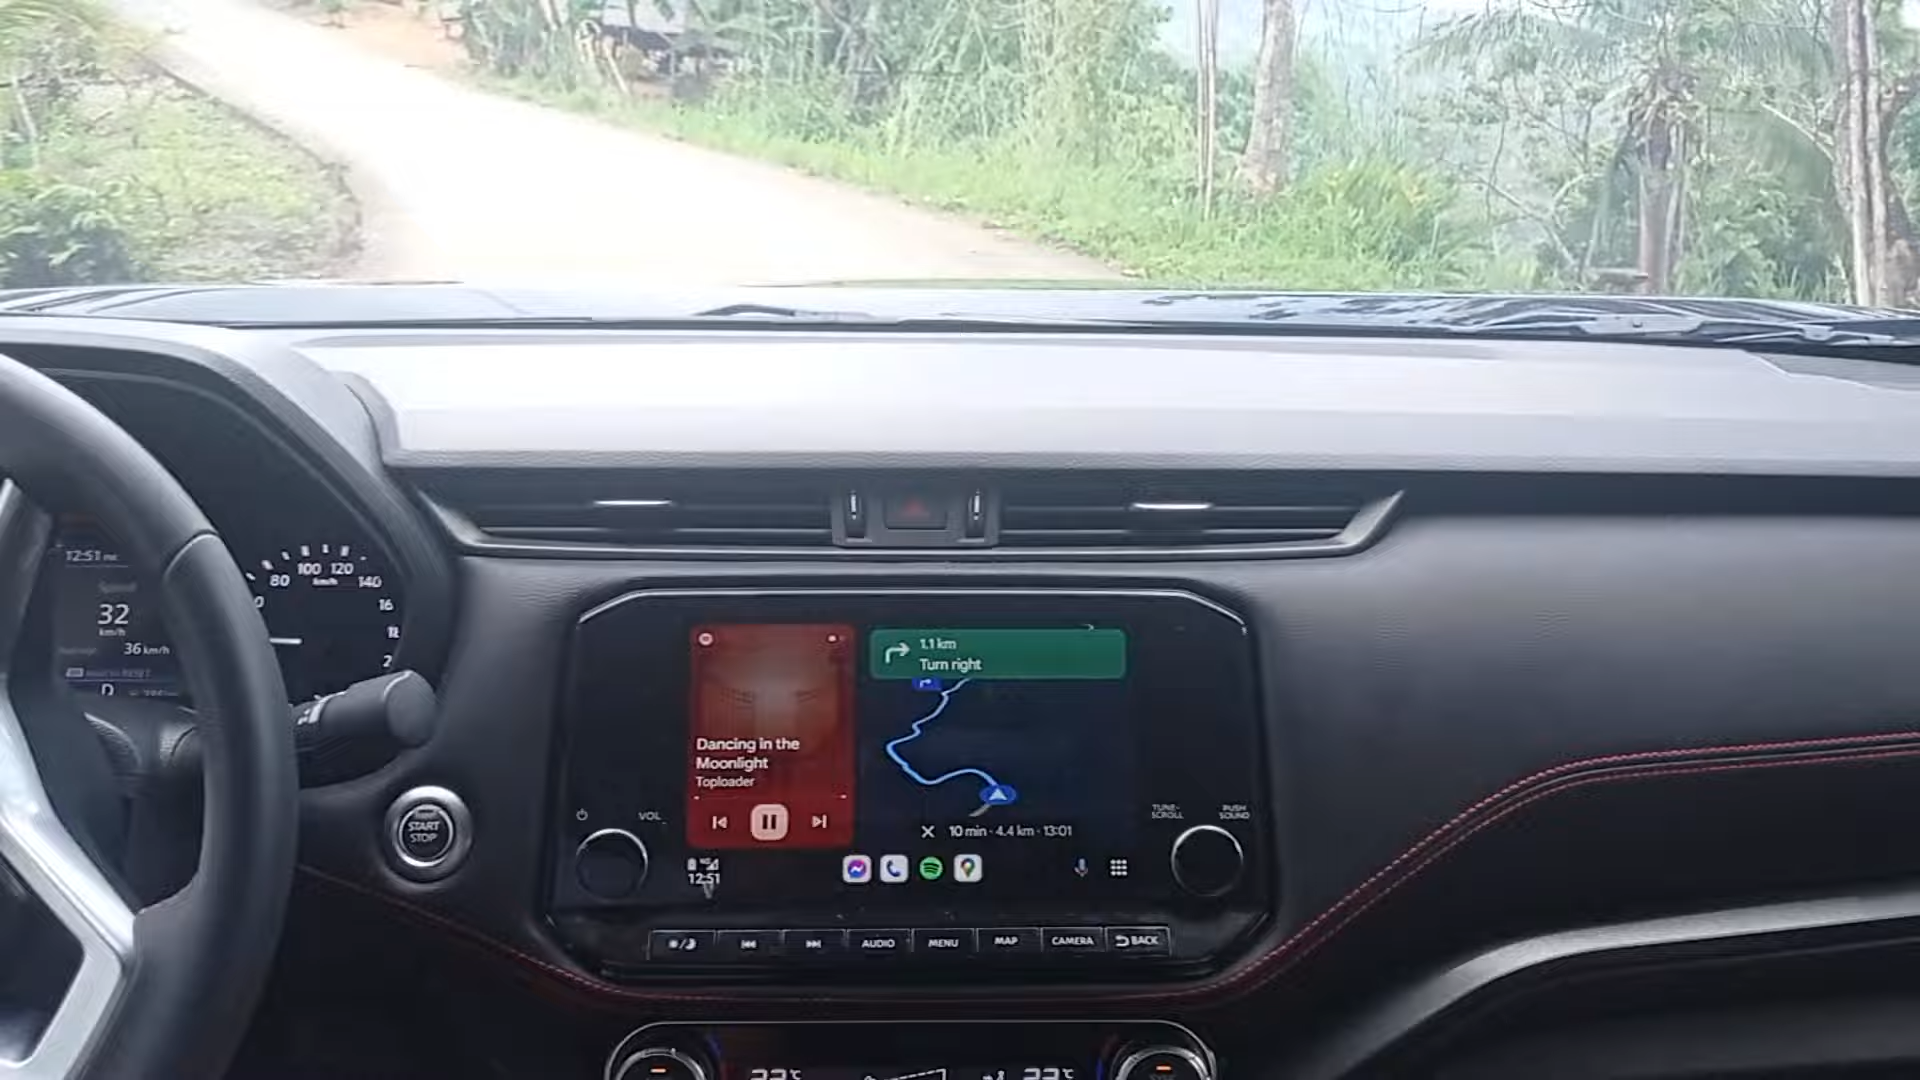 12:51
Speed
32
km/h
36 km/h
D
80
100
120
140
km/h
START
STOP
VOL
Dancing in the
Moonlight
Toploader
12:51
1.1 km
Turn right
10 min · 4.4 km · 13:01
TUNE-
SCROLL
PUSH
SOUND
AUDIO
MENU
MAP
CAMERA
BACK